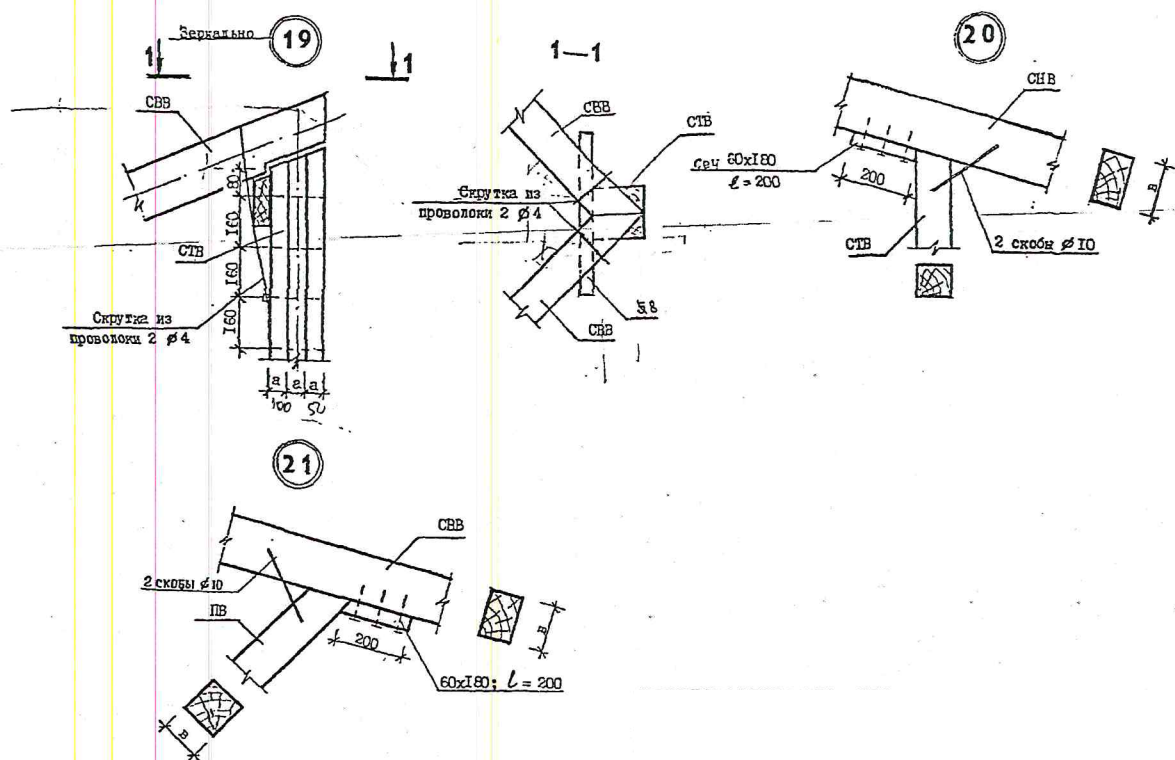 Зеркально
19
1
1
СВВ
80
160
СТВ
160
Скрутка из
проволоки 2 ø4
160
а а а
100 50
1—1
СВВ
СТВ
Скрутка из
проволоки 2 ø4
СВВ
20
СНВ
Сеч 60x180
ℓ = 200
200
в
СТВ
2 скобы ø10
21
СВВ
2 скобы ø10
ПВ
200
в
60x180; ℓ = 200
в